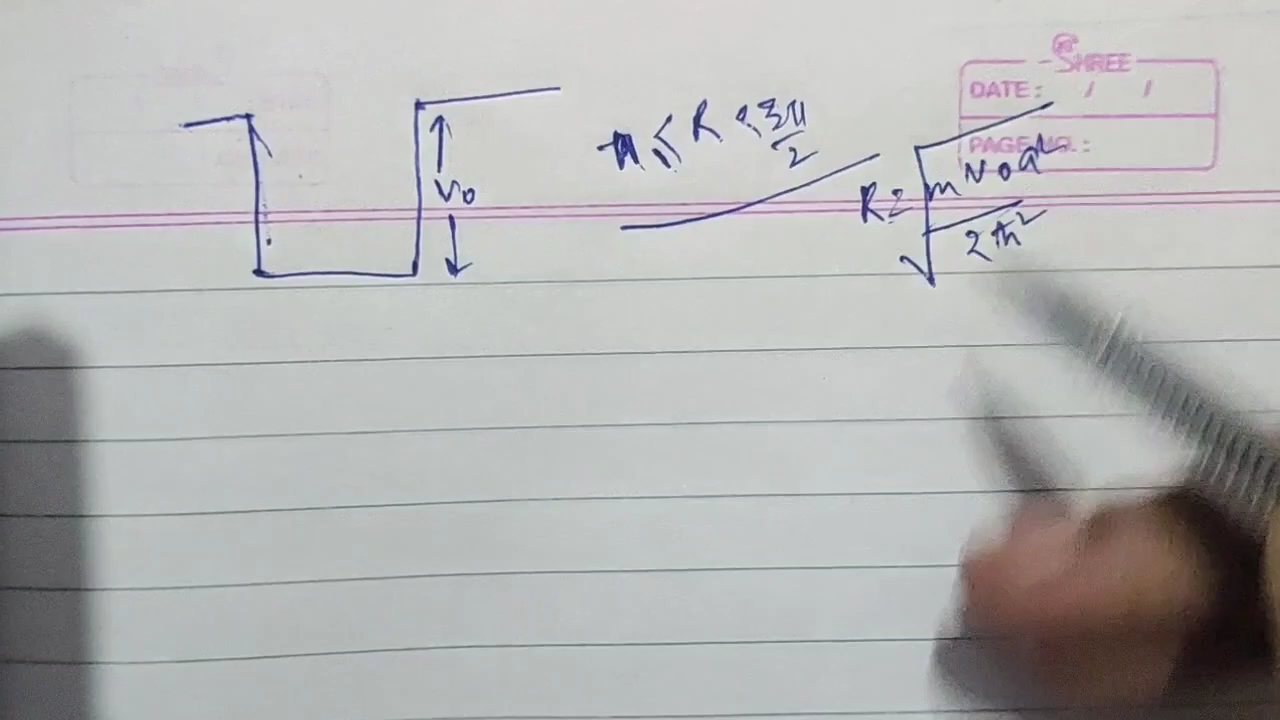 SHREE
DATE: / /
PAGE NO.:
V₀
π ≤ R < 3π/2
R = √(mV₀a²/2ħ²)